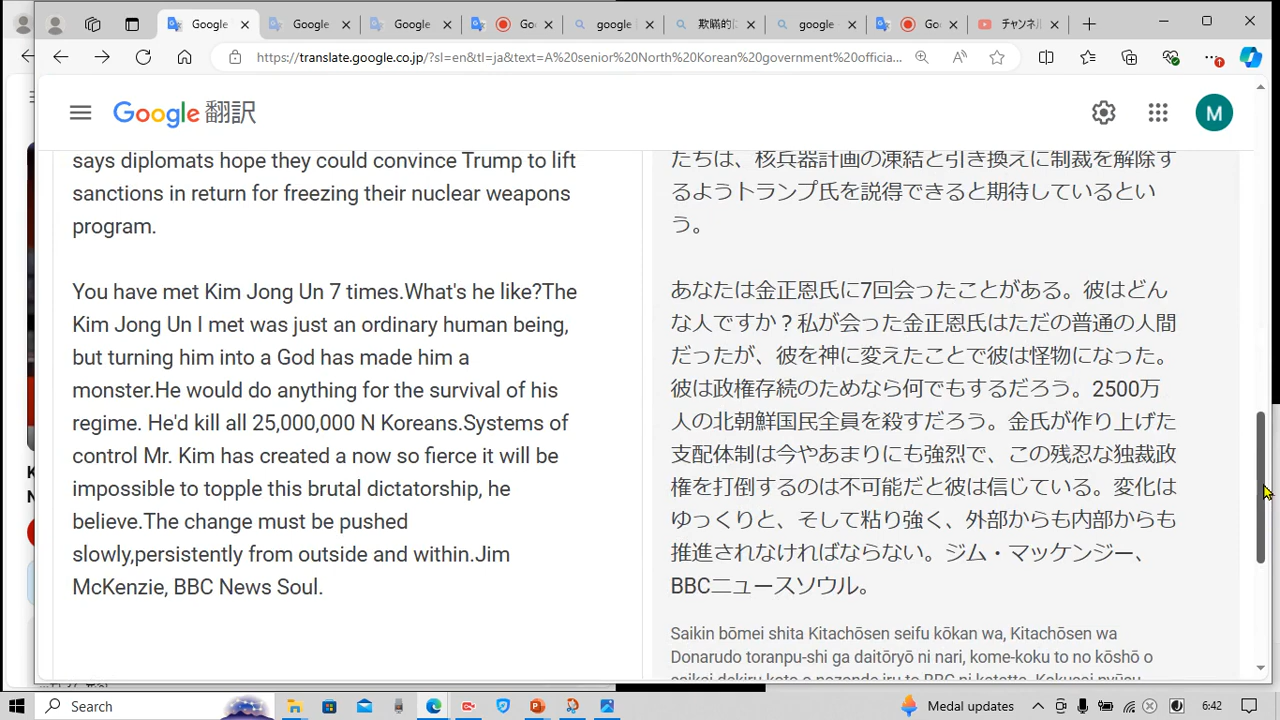 Google
Google
Google
Go
google
欺瞞的に
google
Go
チャンネル
https://translate.google.co.jp/?sl=en&tl=ja&text=A%20senior%20North%20Korean%20government%20officia...
Google 翻訳
M
says diplomats hope they could convince Trump to lift
sanctions in return for freezing their nuclear weapons
program.
You have met Kim Jong Un 7 times.What's he like?The
Kim Jong Un I met was just an ordinary human being,
but turning him into a God has made him a
monster.He would do anything for the survival of his
regime. He'd kill all 25,000,000 N Koreans.Systems of
control Mr. Kim has created a now so fierce it will be
impossible to topple this brutal dictatorship, he
believe.The change must be pushed
slowly,persistently from outside and within.Jim
McKenzie, BBC News Soul.
たちは、核兵器計画の凍結と引き換えに制裁を解除す
るようトランプ氏を説得できると期待しているとい
う。
あなたは金正恩氏に7回会ったことがある。彼はどん
な人ですか？私が会った金正恩氏はただの普通の人間
だったが、彼を神に変えたことで彼は怪物になった。
彼は政権存続のためなら何でもするだろう。2500万
人の北朝鮮国民全員を殺すだろう。金氏が作り上げた
支配体制は今やあまりにも強烈で、この残忍な独裁政
権を打倒するのは不可能だと彼は信じている。変化は
ゆっくりと、そして粘り強く、外部からも内部からも
推進されなければならない。ジム・マッケンジー、
BBCニュースソウル。
Saikin bōmei shita Kitachōsen seifu kōkan wa, Kitachōsen wa
Donarudo toranpu-shi ga daitōryō ni nari, kome-koku to no kōshō o
Search
Medal updates
6:42